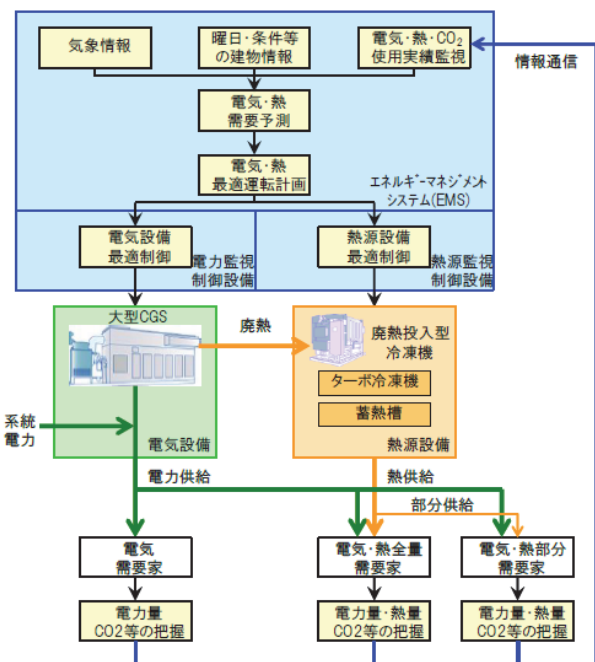 気象情報
曜日・条件等
の建物情報
電気・熱・CO₂
使用実績監視
情報通信
電気・熱
需要予測
電気・熱
最適運転計画
エネルギーマネジメント
システム(EMS)
電気設備
最適制御
電力監視
制御設備
熱源設備
最適制御
熱源監視
制御設備
大型CGS
廃熱
廃熱投入型
冷凍機
ターボ冷凍機
蓄熱槽
系統
電力
電気設備
熱源設備
電力供給
熱供給
部分供給
電気
需要家
電気・熱全量
需要家
電気・熱部分
需要家
電力量
CO2等の把握
電力量・熱量
CO2等の把握
電力量・熱量
CO2等の把握